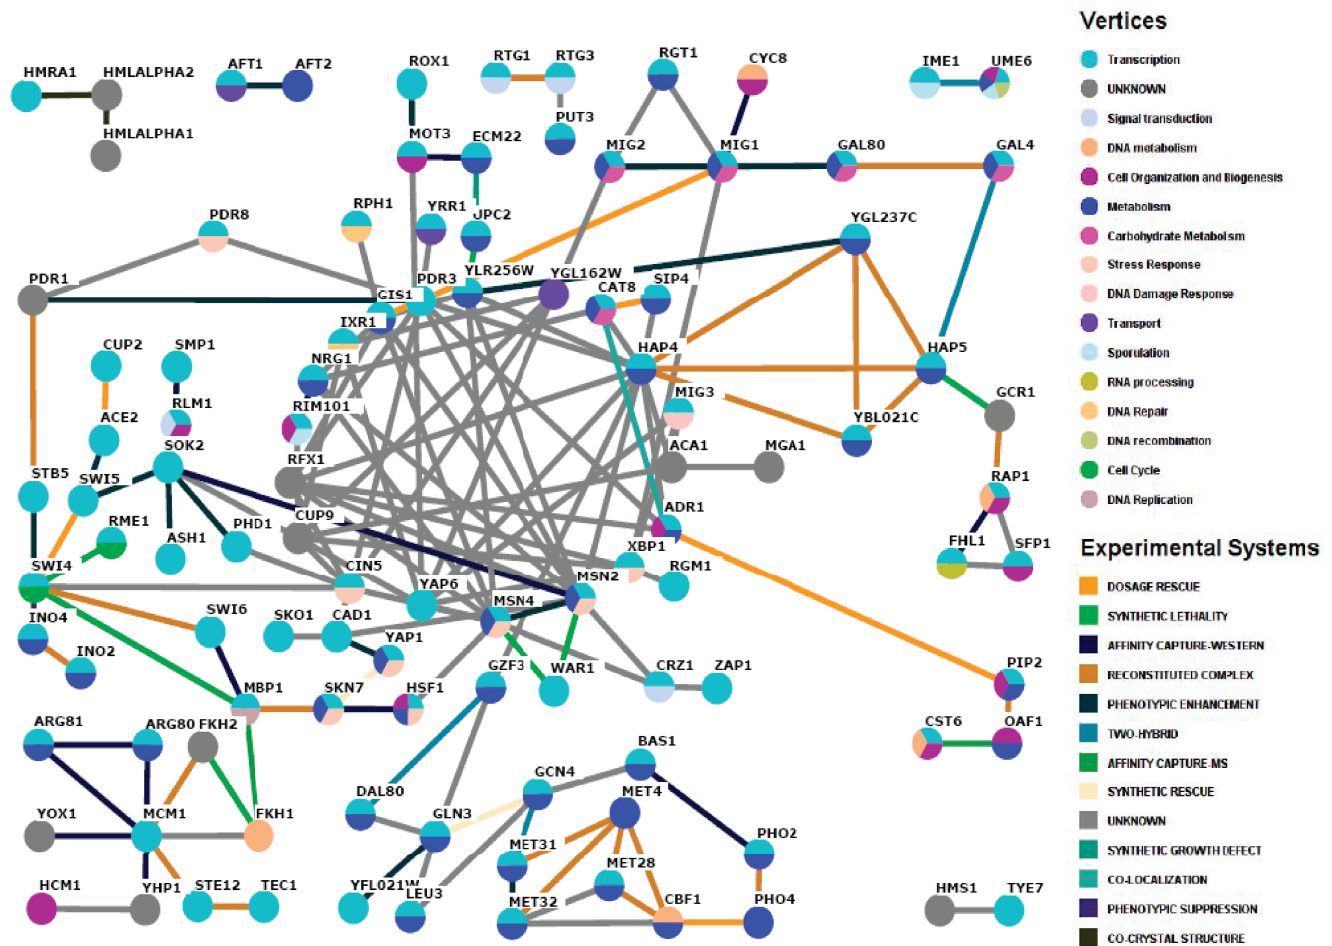 Vertices
Transcription
UNKNOWN
Signal transduction
DNA metabolism
Cell Organization and Biogenesis
Metabolism
Carbohydrate Metabolism
Stress Response
DNA Damage Response
Transport
Sporulation
RNA processing
DNA Repair
DNA recombination
Cell Cycle
DNA Replication
Experimental Systems
DOSAGE RESCUE
SYNTHETIC LETHALITY
AFFINITY CAPTURE-WESTERN
RECONSTITUTED COMPLEX
PHENOTYPIC ENHANCEMENT
TWO-HYBRID
AFFINITY CAPTURE-MS
SYNTHETIC RESCUE
UNKNOWN
SYNTHETIC GROWTH DEFECT
CO-LOCALIZATION
PHENOTYPIC SUPPRESSION
CO-CRYSTAL STRUCTURE
HMRA1
HMLALPHA2
HMLALPHA1
AFT1
AFT2
ROX1
RTG1
RTG3
PUT3
RGT1
CYC8
IME1
UME6
MOT3
ECM22
MIG2
MIG1
GAL80
GAL4
PDR8
RPH1
YRR1
UPC2
YGL237C
PDR1
GIS1
PDR3
YLR256W
YGL162W
CAT8
SIP4
IXR1
NRG1
HAP4
HAP5
CUP2
SMP1
RLM1
RIM101
MIG3
GCR1
ACE2
SOK2
YBL021C
RFX1
ACA1
MGA1
STB5
SWI5
RAP1
CUP9
ADR1
RME1
PHD1
ASH1
XBP1
RGM1
FHL1
SFP1
SWI4
CIN5
YAP6
MSN2
MSN4
INO4
SWI6
SKO1
CAD1
YAP1
INO2
GZF3
WAR1
CRZ1
ZAP1
PIP2
MBP1
SKN7
HSF1
CST6
OAF1
ARG81
ARG80
FKH2
BAS1
GCN4
DAL80
MET4
YOX1
MCM1
FKH1
GLN3
MET31
PHO2
MET28
HCM1
YHP1
STE12
TEC1
YFL021W
LEU3
MET32
CBF1
PHO4
HMS1
TYE7